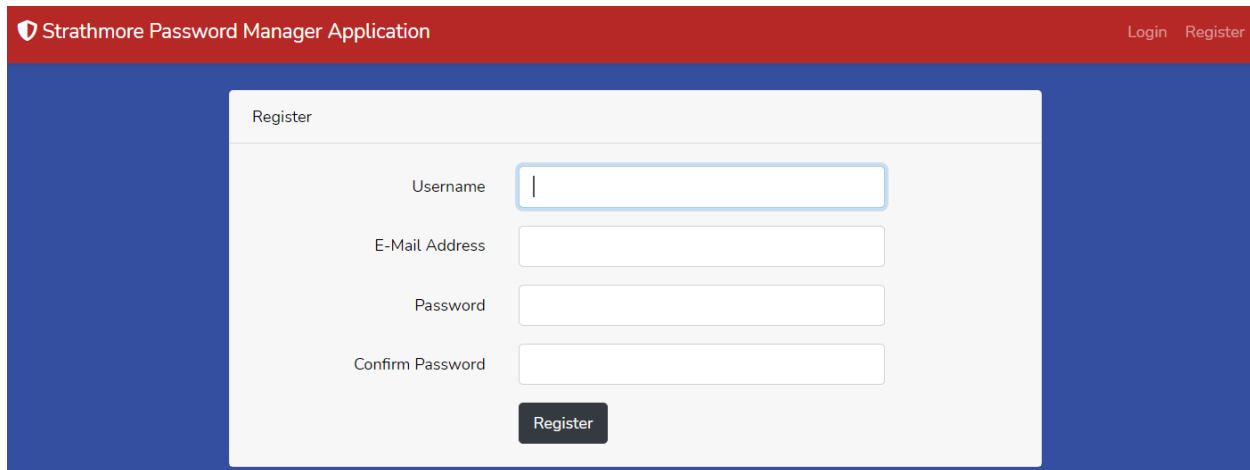 Strathmore Password Manager Application
Login Register
Register
Username
E-Mail Address
Password
Confirm Password
Register